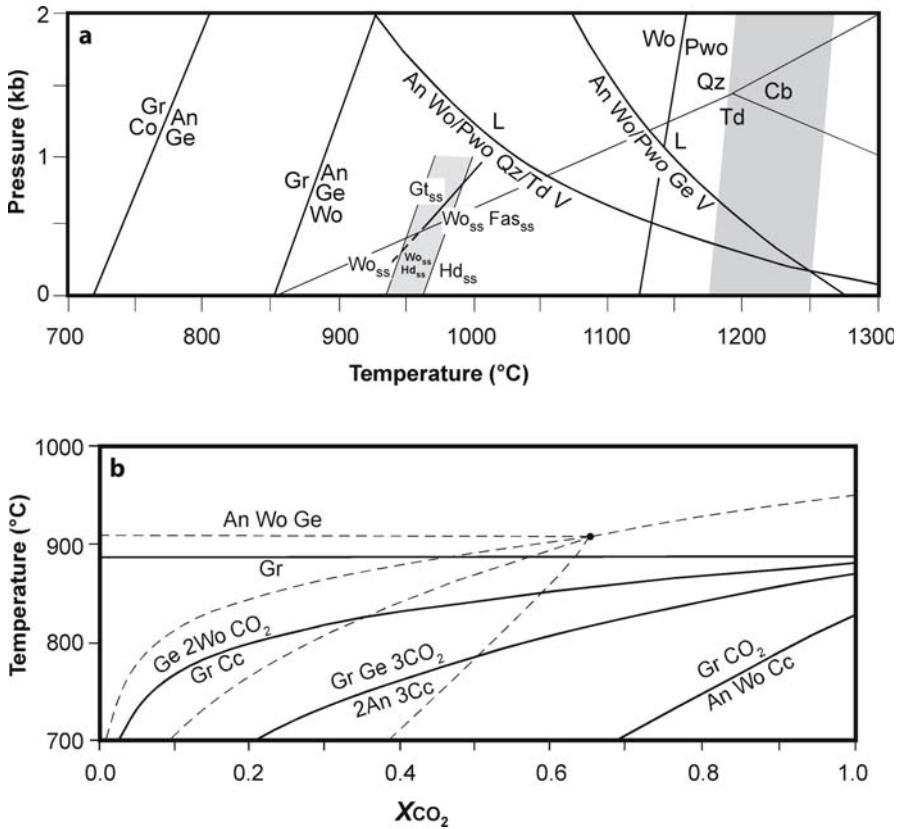 a
2
1
0
Pressure (kb)
Gr
Co
An
Ge
Gr
An
Ge
Wo
Gtss
Woss
Woss
Hdss
Woss Fasss
Hdss
An Wo/Pwo Qz/Td V
L
An Wo/Pwo Ge V
L
Wo
Pwo
Qz
Td
Cb
700
800
900
1000
1100
1200
1300
Temperature (°C)
b
1000
900
800
700
Temperature (°C)
An Wo Ge
Gr
Ge 2Wo CO2
Gr Cc
Gr Ge 3CO2
2An 3Cc
Gr CO2
An Wo Cc
0.0
0.2
0.4
0.6
0.8
1.0
XCO2